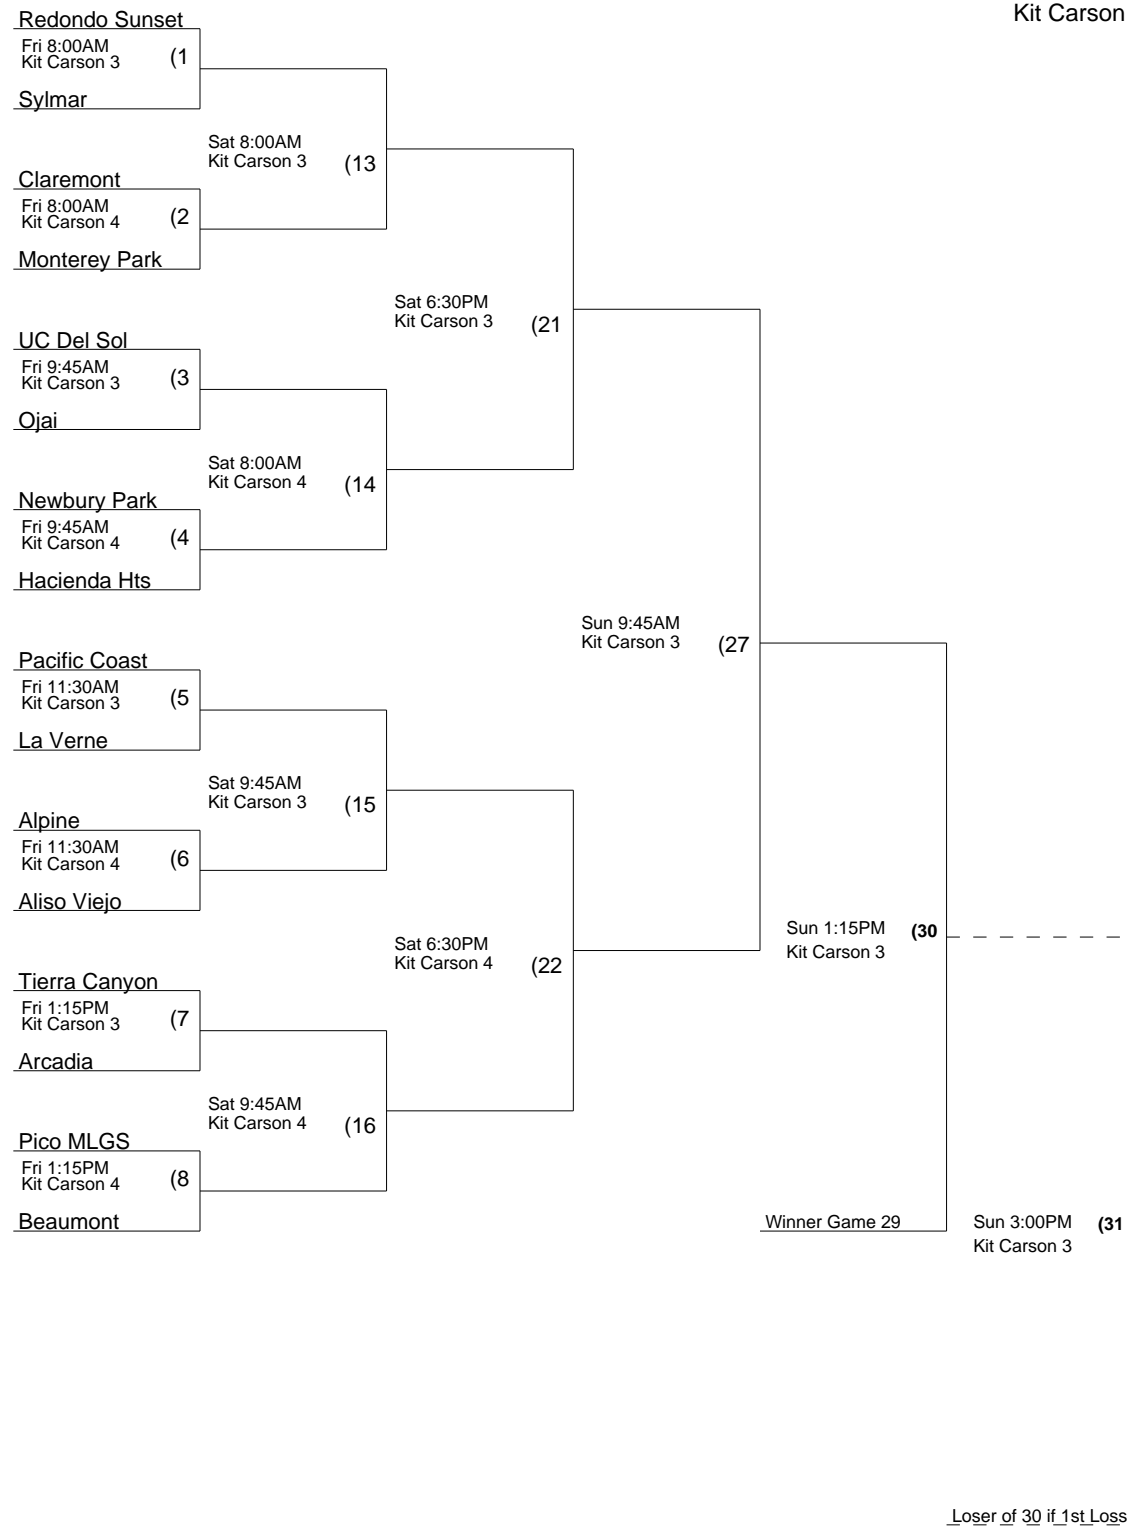 Kit Carson
Redondo Sunset
Fri 8:00AM
Kit Carson 3
(1
Sylmar
Sat 8:00AM
Kit Carson 3
(13
Claremont
Fri 8:00AM
Kit Carson 4
(2
Monterey Park
Sat 6:30PM
Kit Carson 3
(21
UC Del Sol
Fri 9:45AM
Kit Carson 3
(3
Ojai
Sat 8:00AM
Kit Carson 4
(14
Newbury Park
Fri 9:45AM
Kit Carson 4
(4
Hacienda Hts
Sun 9:45AM
Kit Carson 3
(27
Pacific Coast
Fri 11:30AM
Kit Carson 3
(5
La Verne
Sat 9:45AM
Kit Carson 3
(15
Alpine
Fri 11:30AM
Kit Carson 4
(6
Aliso Viejo
Sun 1:15PM
Kit Carson 3
(30
Sat 6:30PM
Kit Carson 4
(22
Tierra Canyon
Fri 1:15PM
Kit Carson 3
(7
Arcadia
Sat 9:45AM
Kit Carson 4
(16
Pico MLGS
Fri 1:15PM
Kit Carson 4
(8
Beaumont
Winner Game 29
Sun 3:00PM
Kit Carson 3
(31
Loser of 30 if 1st Loss